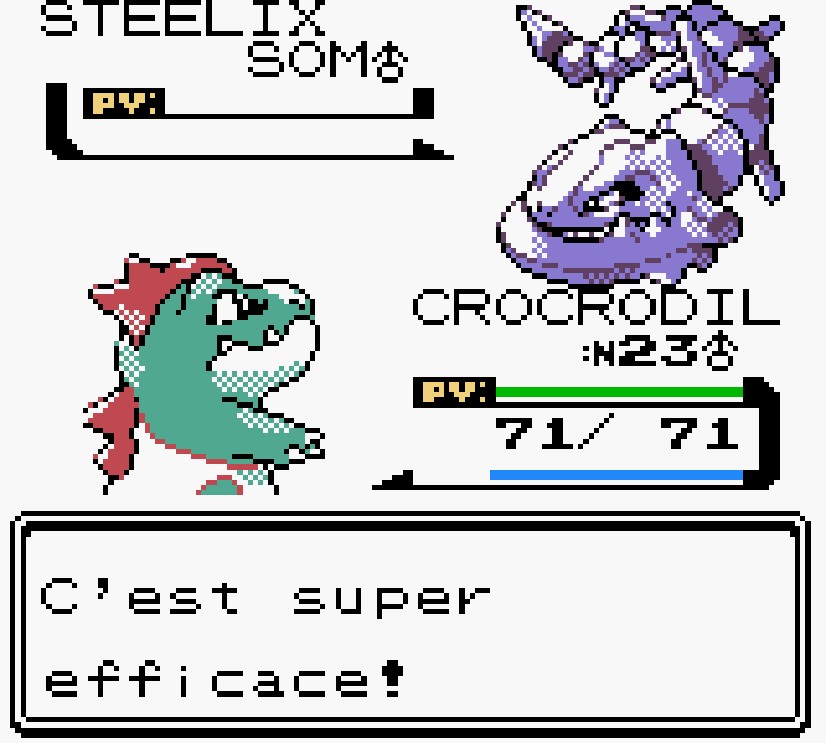 STEELIX
SOM♂
PV:
CROCRODIL
:N23♂
PV:
71/ 71
C'est super
efficace!